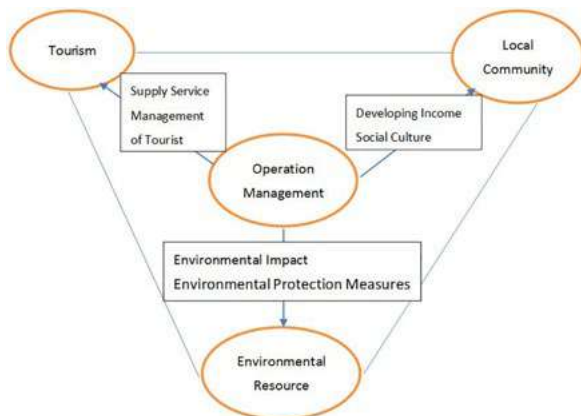 Tourism
Local
Community
Supply Service
Management
of Tourist
Developing Income
Social Culture
Operation
Management
Environmental Impact
Environmental Protection Measures
Environmental
Resource